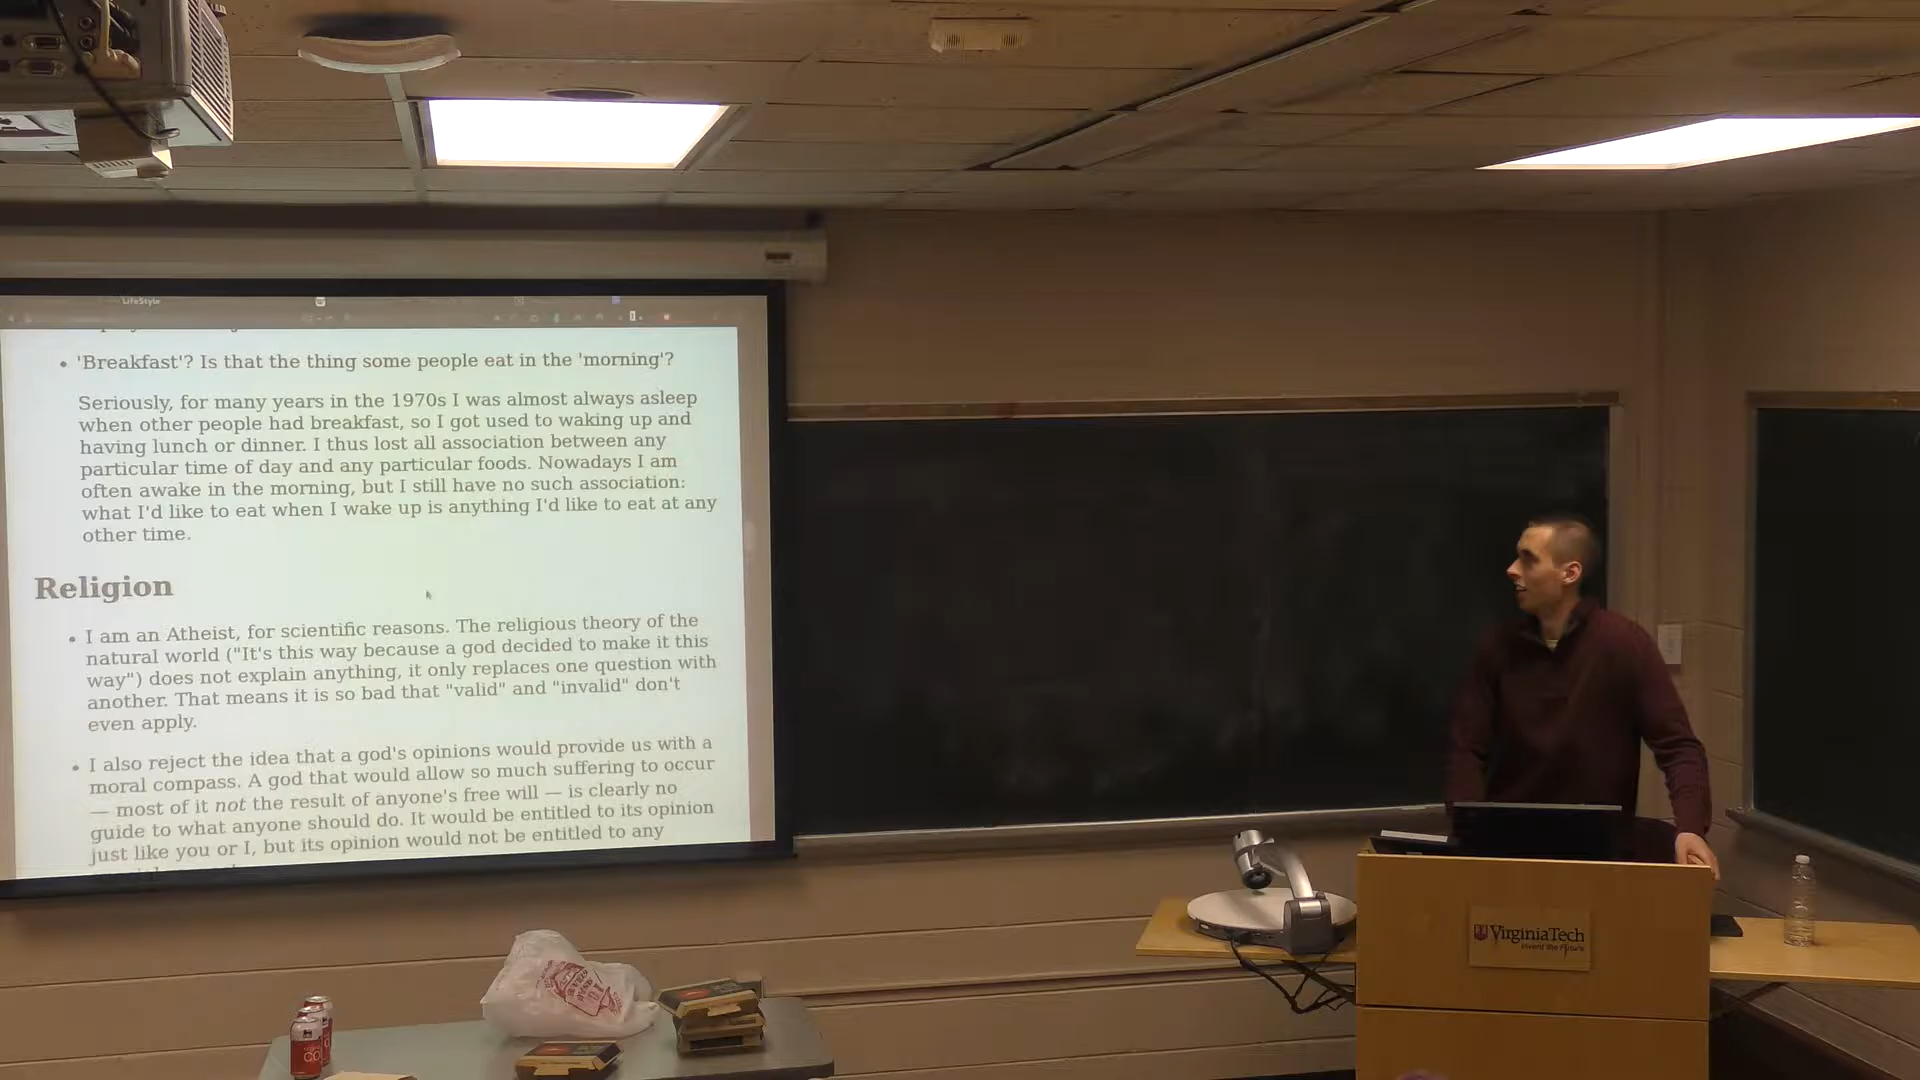 LifeStyle
• 'Breakfast'? Is that the thing some people eat in the 'morning'?
Seriously, for many years in the 1970s I was almost always asleep
when other people had breakfast, so I got used to waking up and
having lunch or dinner. I thus lost all association between any
particular time of day and any particular foods. Nowadays I am
often awake in the morning, but I still have no such association:
what I'd like to eat when I wake up is anything I'd like to eat at any
other time.
Religion
• I am an Atheist, for scientific reasons. The religious theory of the
natural world ("It's this way because a god decided to make it this
way") does not explain anything, it only replaces one question with
another. That means it is so bad that "valid" and "invalid" don't
even apply.
• I also reject the idea that a god's opinions would provide us with a
moral compass. A god that would allow so much suffering to occur
— most of it not the result of anyone's free will — is clearly no
guide to what anyone should do. It would be entitled to its opinion
just like you or I, but its opinion would not be entitled to any
VirginiaTech
Invent the Future